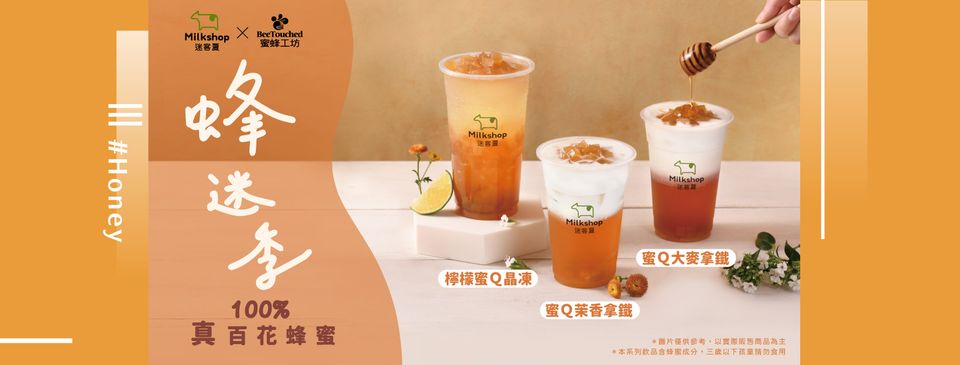 #Honey
Milkshop
迷客夏
×
BeeTouched
蜜蜂工坊
蜂迷季
100%
真百花蜂蜜
Milkshop
迷客夏
Milkshop
迷客夏
Milkshop
迷客夏
檸檬蜜Q晶凍
蜜Q茉香拿鐵
蜜Q大麥拿鐵
*圖片僅供參考，以實際販售商品為主
*本系列飲品含蜂蜜成分，三歲以下孩童請勿食用